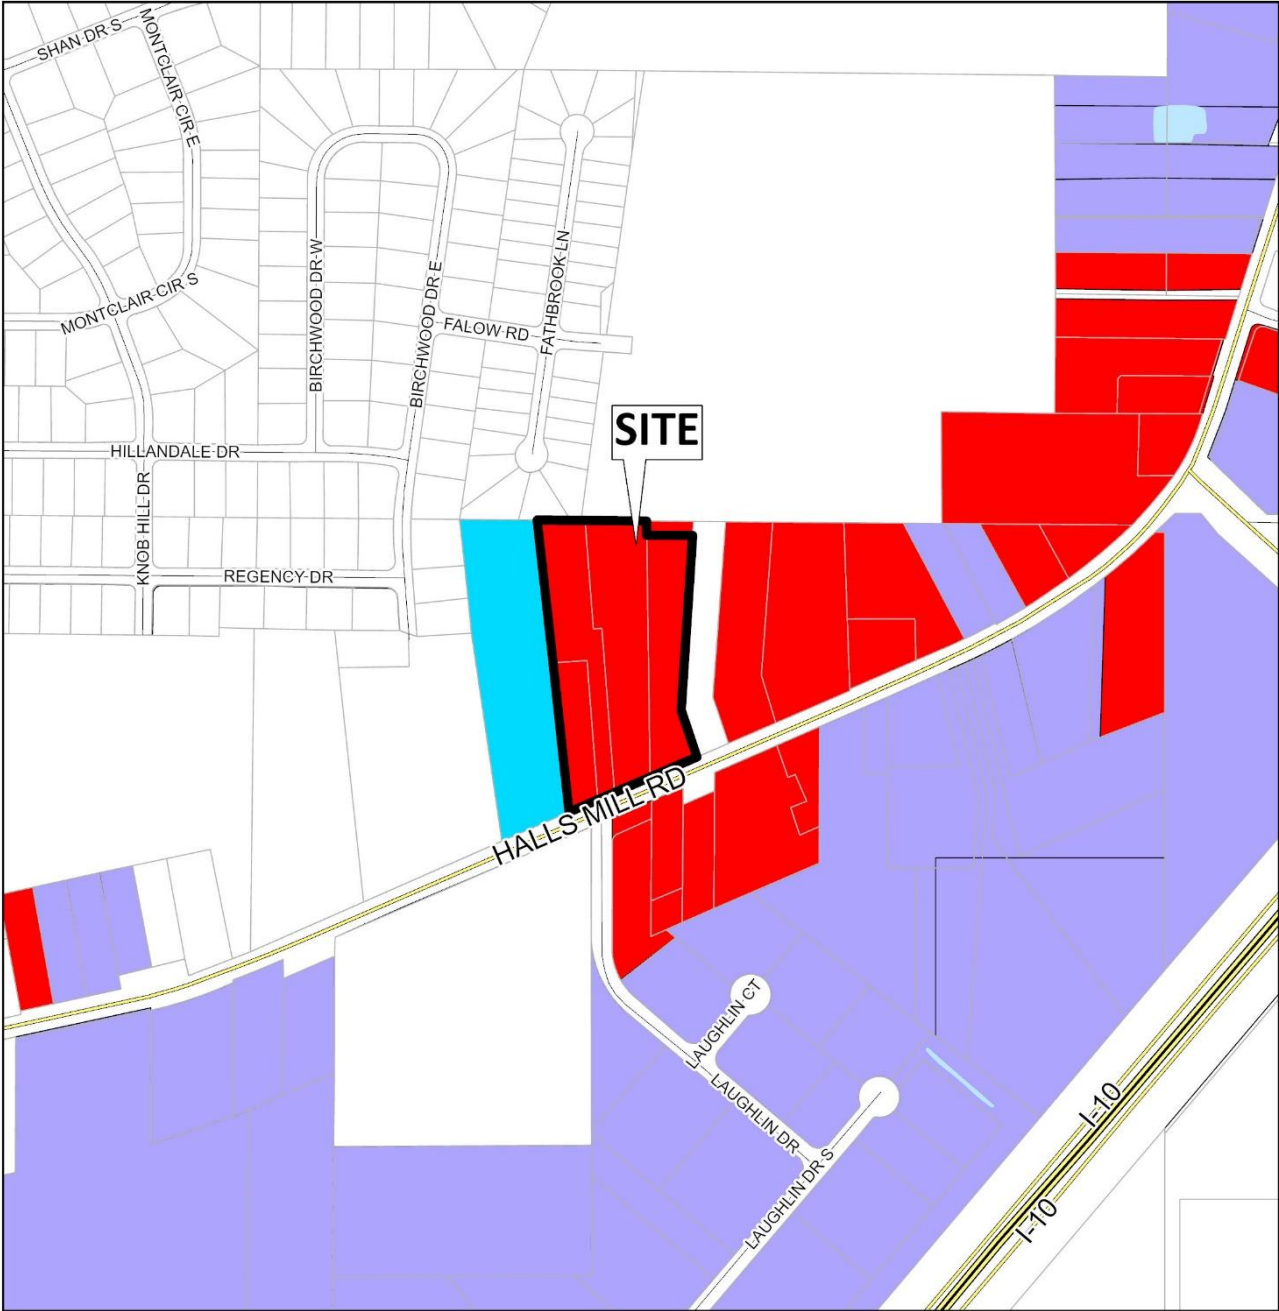 SHAN DR S
MONTCLAIR CIR E
MONTCLAIR CIR S
BIRCHWOOD DR W
BIRCHWOOD DR E
FALOW RD
FATHBROOK LN
HILLANDALE DR
KNOB HILL DR
REGENCY DR
SITE
HALLS MILL RD
LAUGHLIN CT
LAUGHLIN DR
LAUGHLIN DR S
I-10
I-10